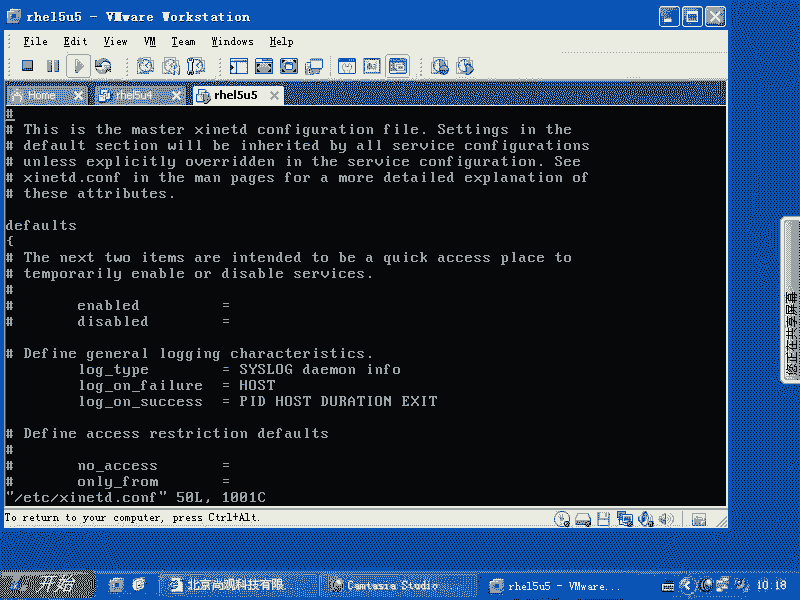 rhel5u5 - VMware Workstation
File Edit View VM Team Windows Help
Home rhel5u4 rhel5u5
#
# This is the master xinetd configuration file. Settings in the
# default section will be inherited by all service configurations
# unless explicitly overridden in the service configuration. See
# xinetd.conf in the man pages for a more detailed explanation of
# these attributes.
defaults
{
# The next two items are intended to be a quick access place to
# temporarily enable or disable services.
#
# enabled =
# disabled =
# Define general logging characteristics.
log_type = SYSLOG daemon info
log_on_failure = HOST
log_on_success = PID HOST DURATION EXIT
# Define access restriction defaults
#
# no_access =
# only_from =
"/etc/xinetd.conf" 50L, 1001C
To return to your computer, press Ctrl+Alt.
您正在共享屏幕
开始 北京尚观科技有限... Camtasia Studio rhel5u5 - VMware... 10:18